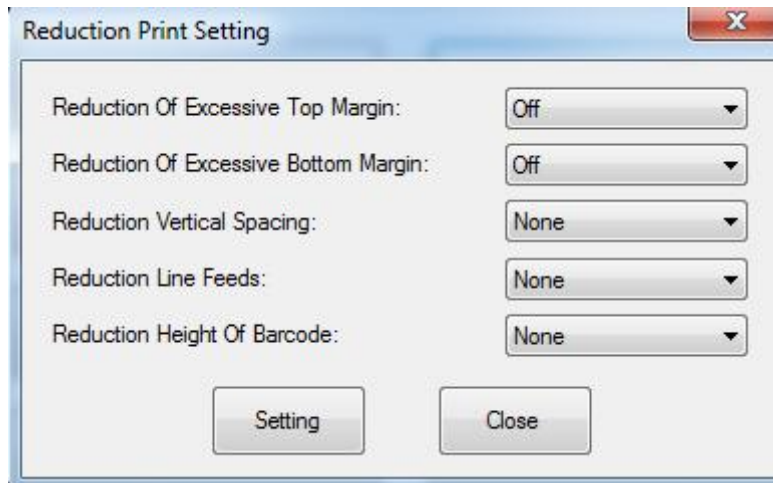 Reduction Print Setting
Reduction Of Excessive Top Margin: Off
Reduction Of Excessive Bottom Margin: Off
Reduction Vertical Spacing: None
Reduction Line Feeds: None
Reduction Height Of Barcode: None
Setting Close